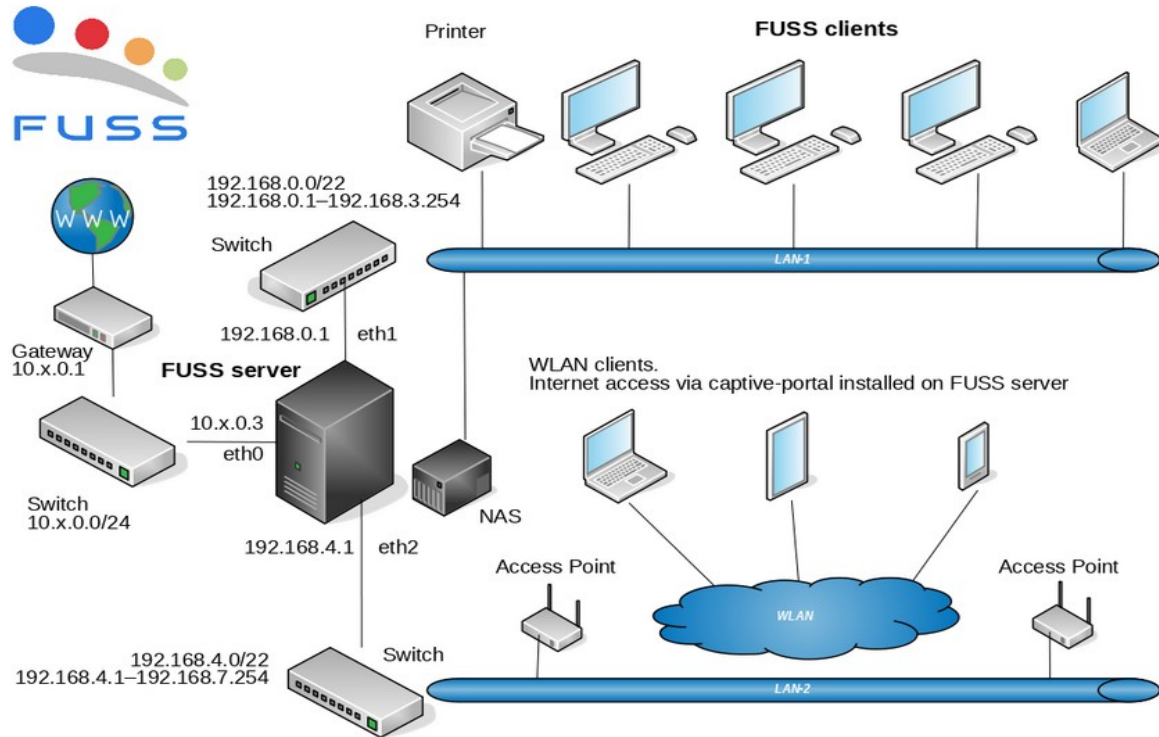 FUSS
Printer
FUSS clients
192.168.0.0/22
192.168.0.1–192.168.3.254
WWW
Switch
LAN-1
192.168.0.1
eth1
Gateway
10.x.0.1
FUSS server
WLAN clients.
Internet access via captive-portal installed on FUSS server
10.x.0.3
eth0
Switch
10.x.0.0/24
NAS
192.168.4.1
eth2
Access Point
Access Point
WLAN
192.168.4.0/22
192.168.4.1–192.168.7.254
Switch
LAN-2